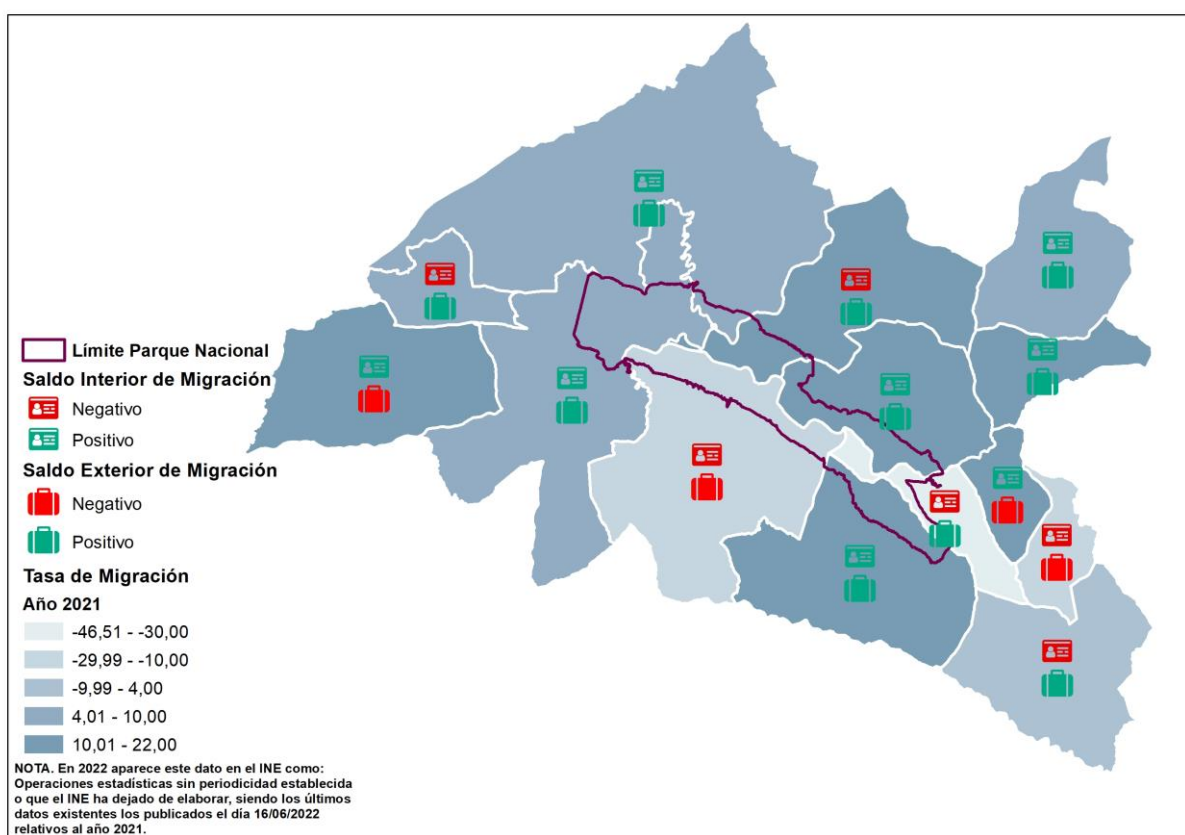 Límite Parque Nacional
Saldo Interior de Migración
Negativo
Positivo
Saldo Exterior de Migración
Negativo
Positivo
Tasa de Migración
Año 2021
-46,51 - -30,00
-29,99 - -10,00
-9,99 - 4,00
4,01 - 10,00
10,01 - 22,00
NOTA. En 2022 aparece este dato en el INE como:
Operaciones estadísticas sin periodicidad establecida
o que el INE ha dejado de elaborar, siendo los últimos
datos existentes los publicados el día 16/06/2022
relativos al año 2021.